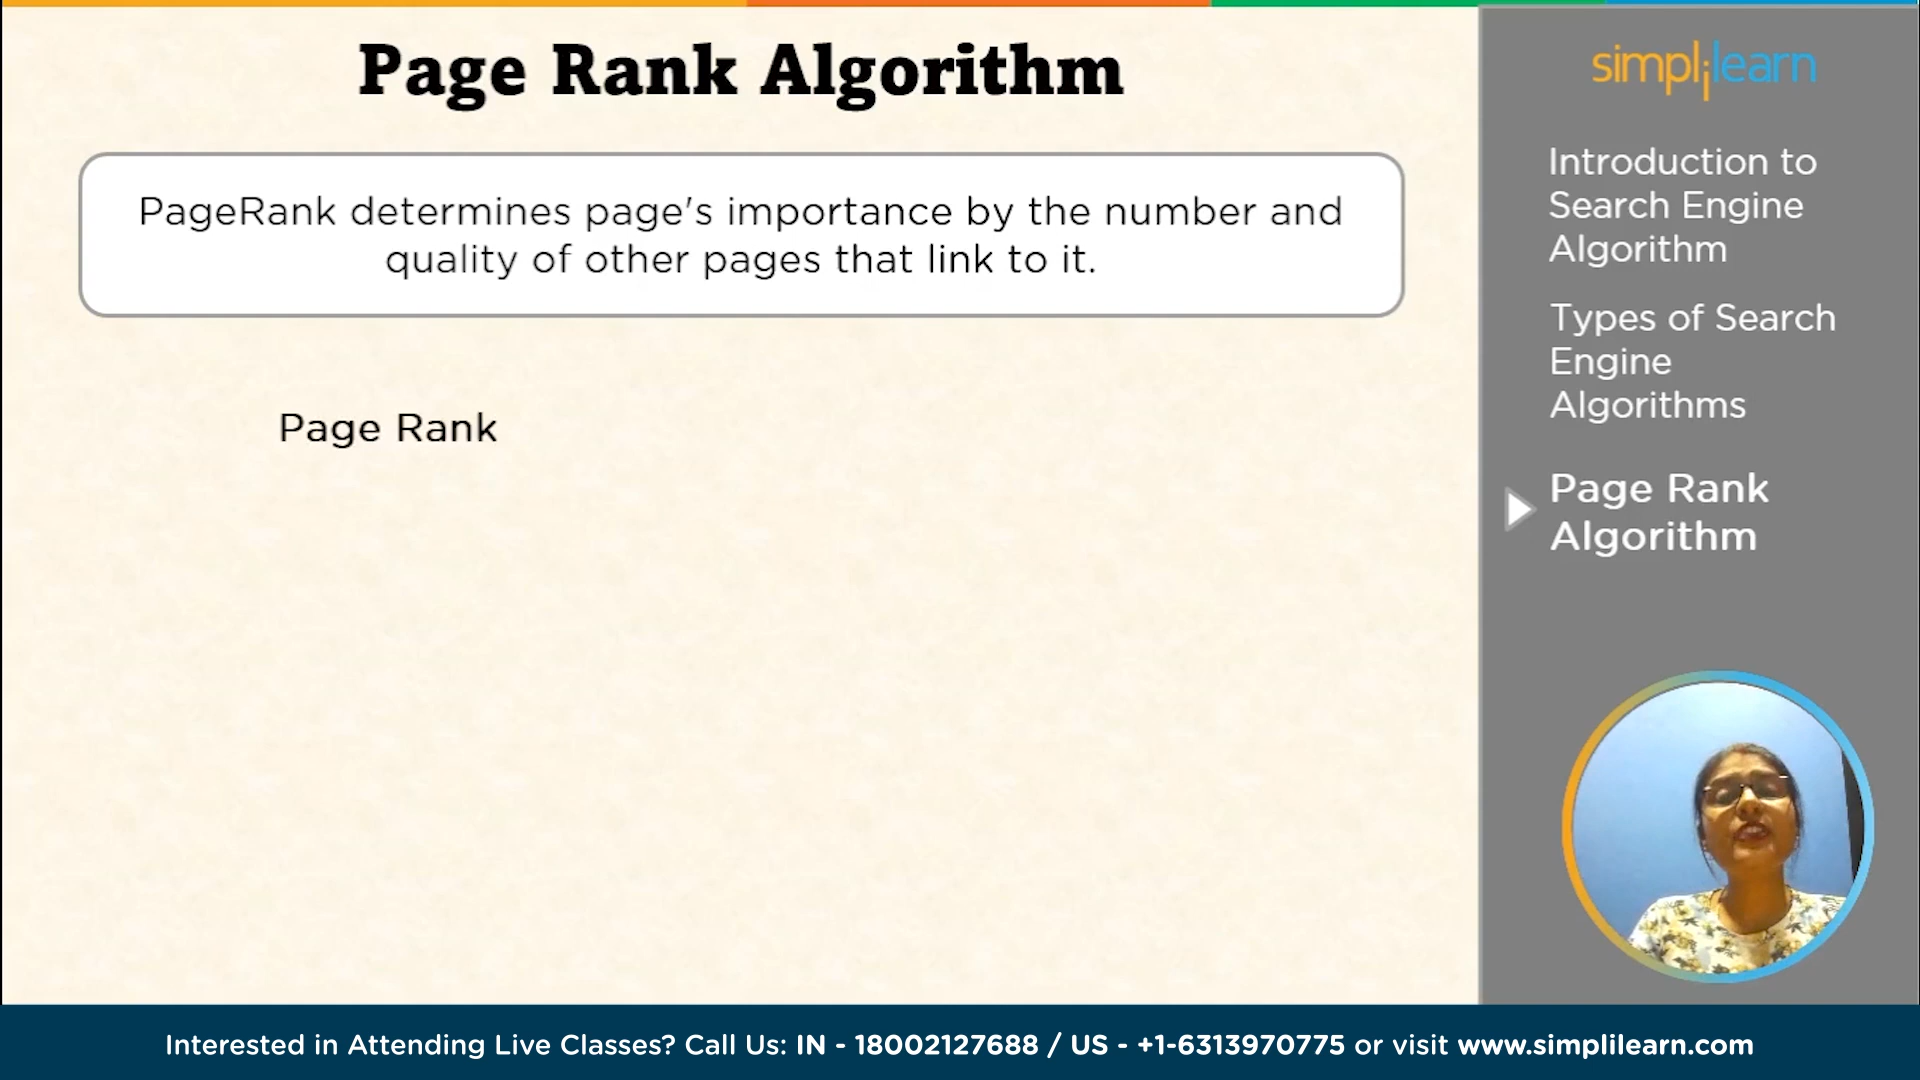 Page Rank Algorithm
PageRank determines page's importance by the number and
quality of other pages that link to it.
Page Rank
simplilearn
Introduction to
Search Engine
Algorithm
Types of Search
Engine
Algorithms
Page Rank
Algorithm
Interested in Attending Live Classes? Call Us: IN - 18002127688 / US - +1-6313970775 or visit www.simplilearn.com